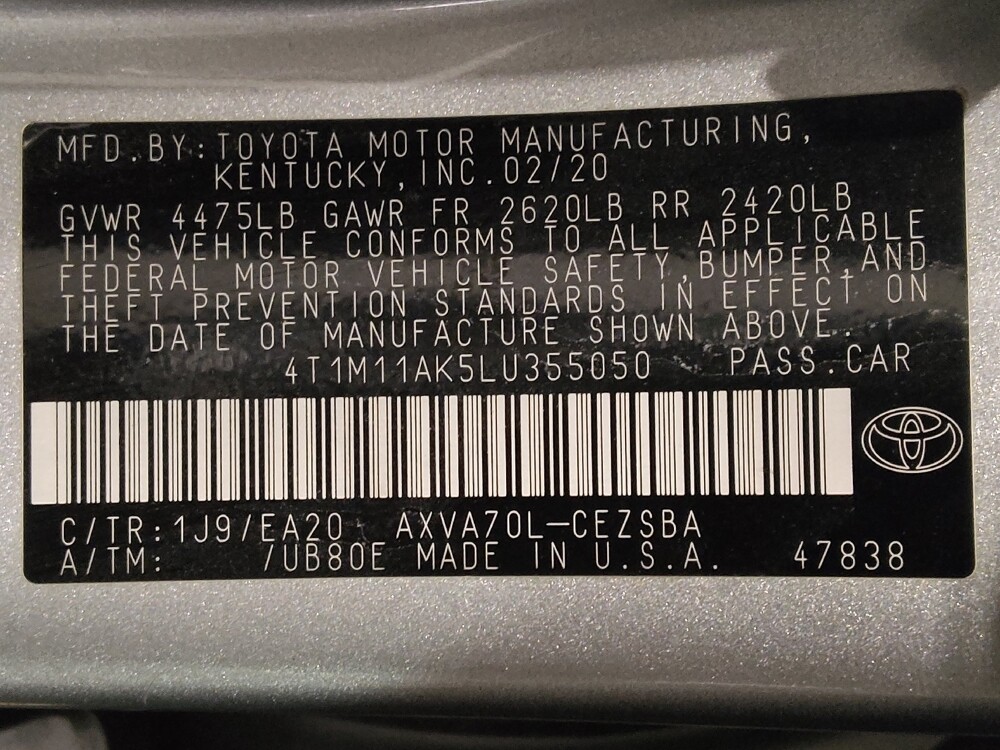 MFD.BY:TOYOTA MOTOR MANUFACTURING,
KENTUCKY,INC.02/20
GVWR 4475LB GAWR FR 2620LB RR 2420LB
THIS VEHICLE CONFORMS TO ALL APPLICABLE
FEDERAL MOTOR VEHICLE SAFETY,BUMPER,AND
THEFT PREVENTION STANDARDS IN EFFECT ON
THE DATE OF MANUFACTURE SHOWN ABOVE.
4T1M11AK5LU355050 PASS.CAR
C/TR:1J9/EA20 AXVA70L-CEZSBA
A/TM: /UB80E MADE IN U.S.A. 47838